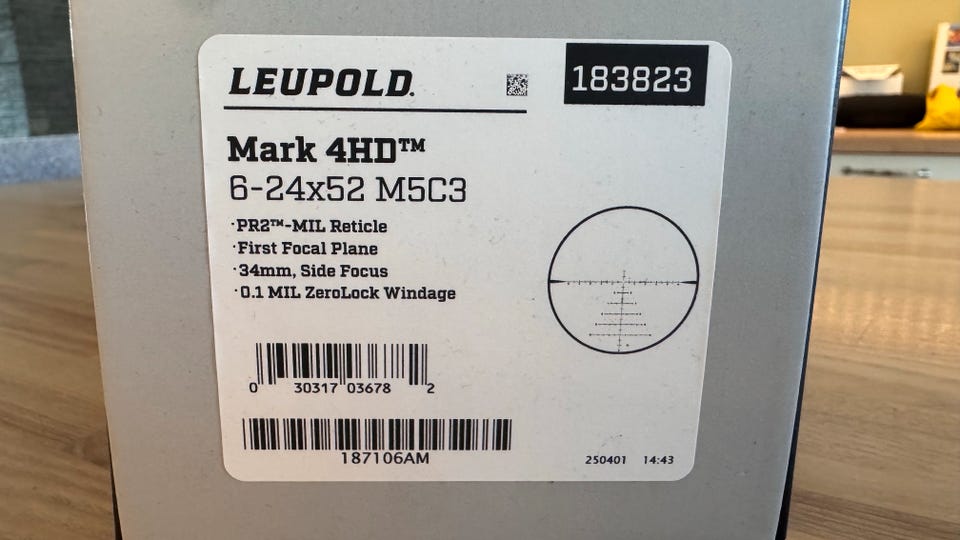 LEUPOLD.
183823
Mark 4HD™
6-24x52 M5C3
·PR2™-MIL Reticle
·First Focal Plane
·34mm, Side Focus
·0.1 MIL ZeroLock Windage
0 30317 03678 2
187106AM
250401 14:43